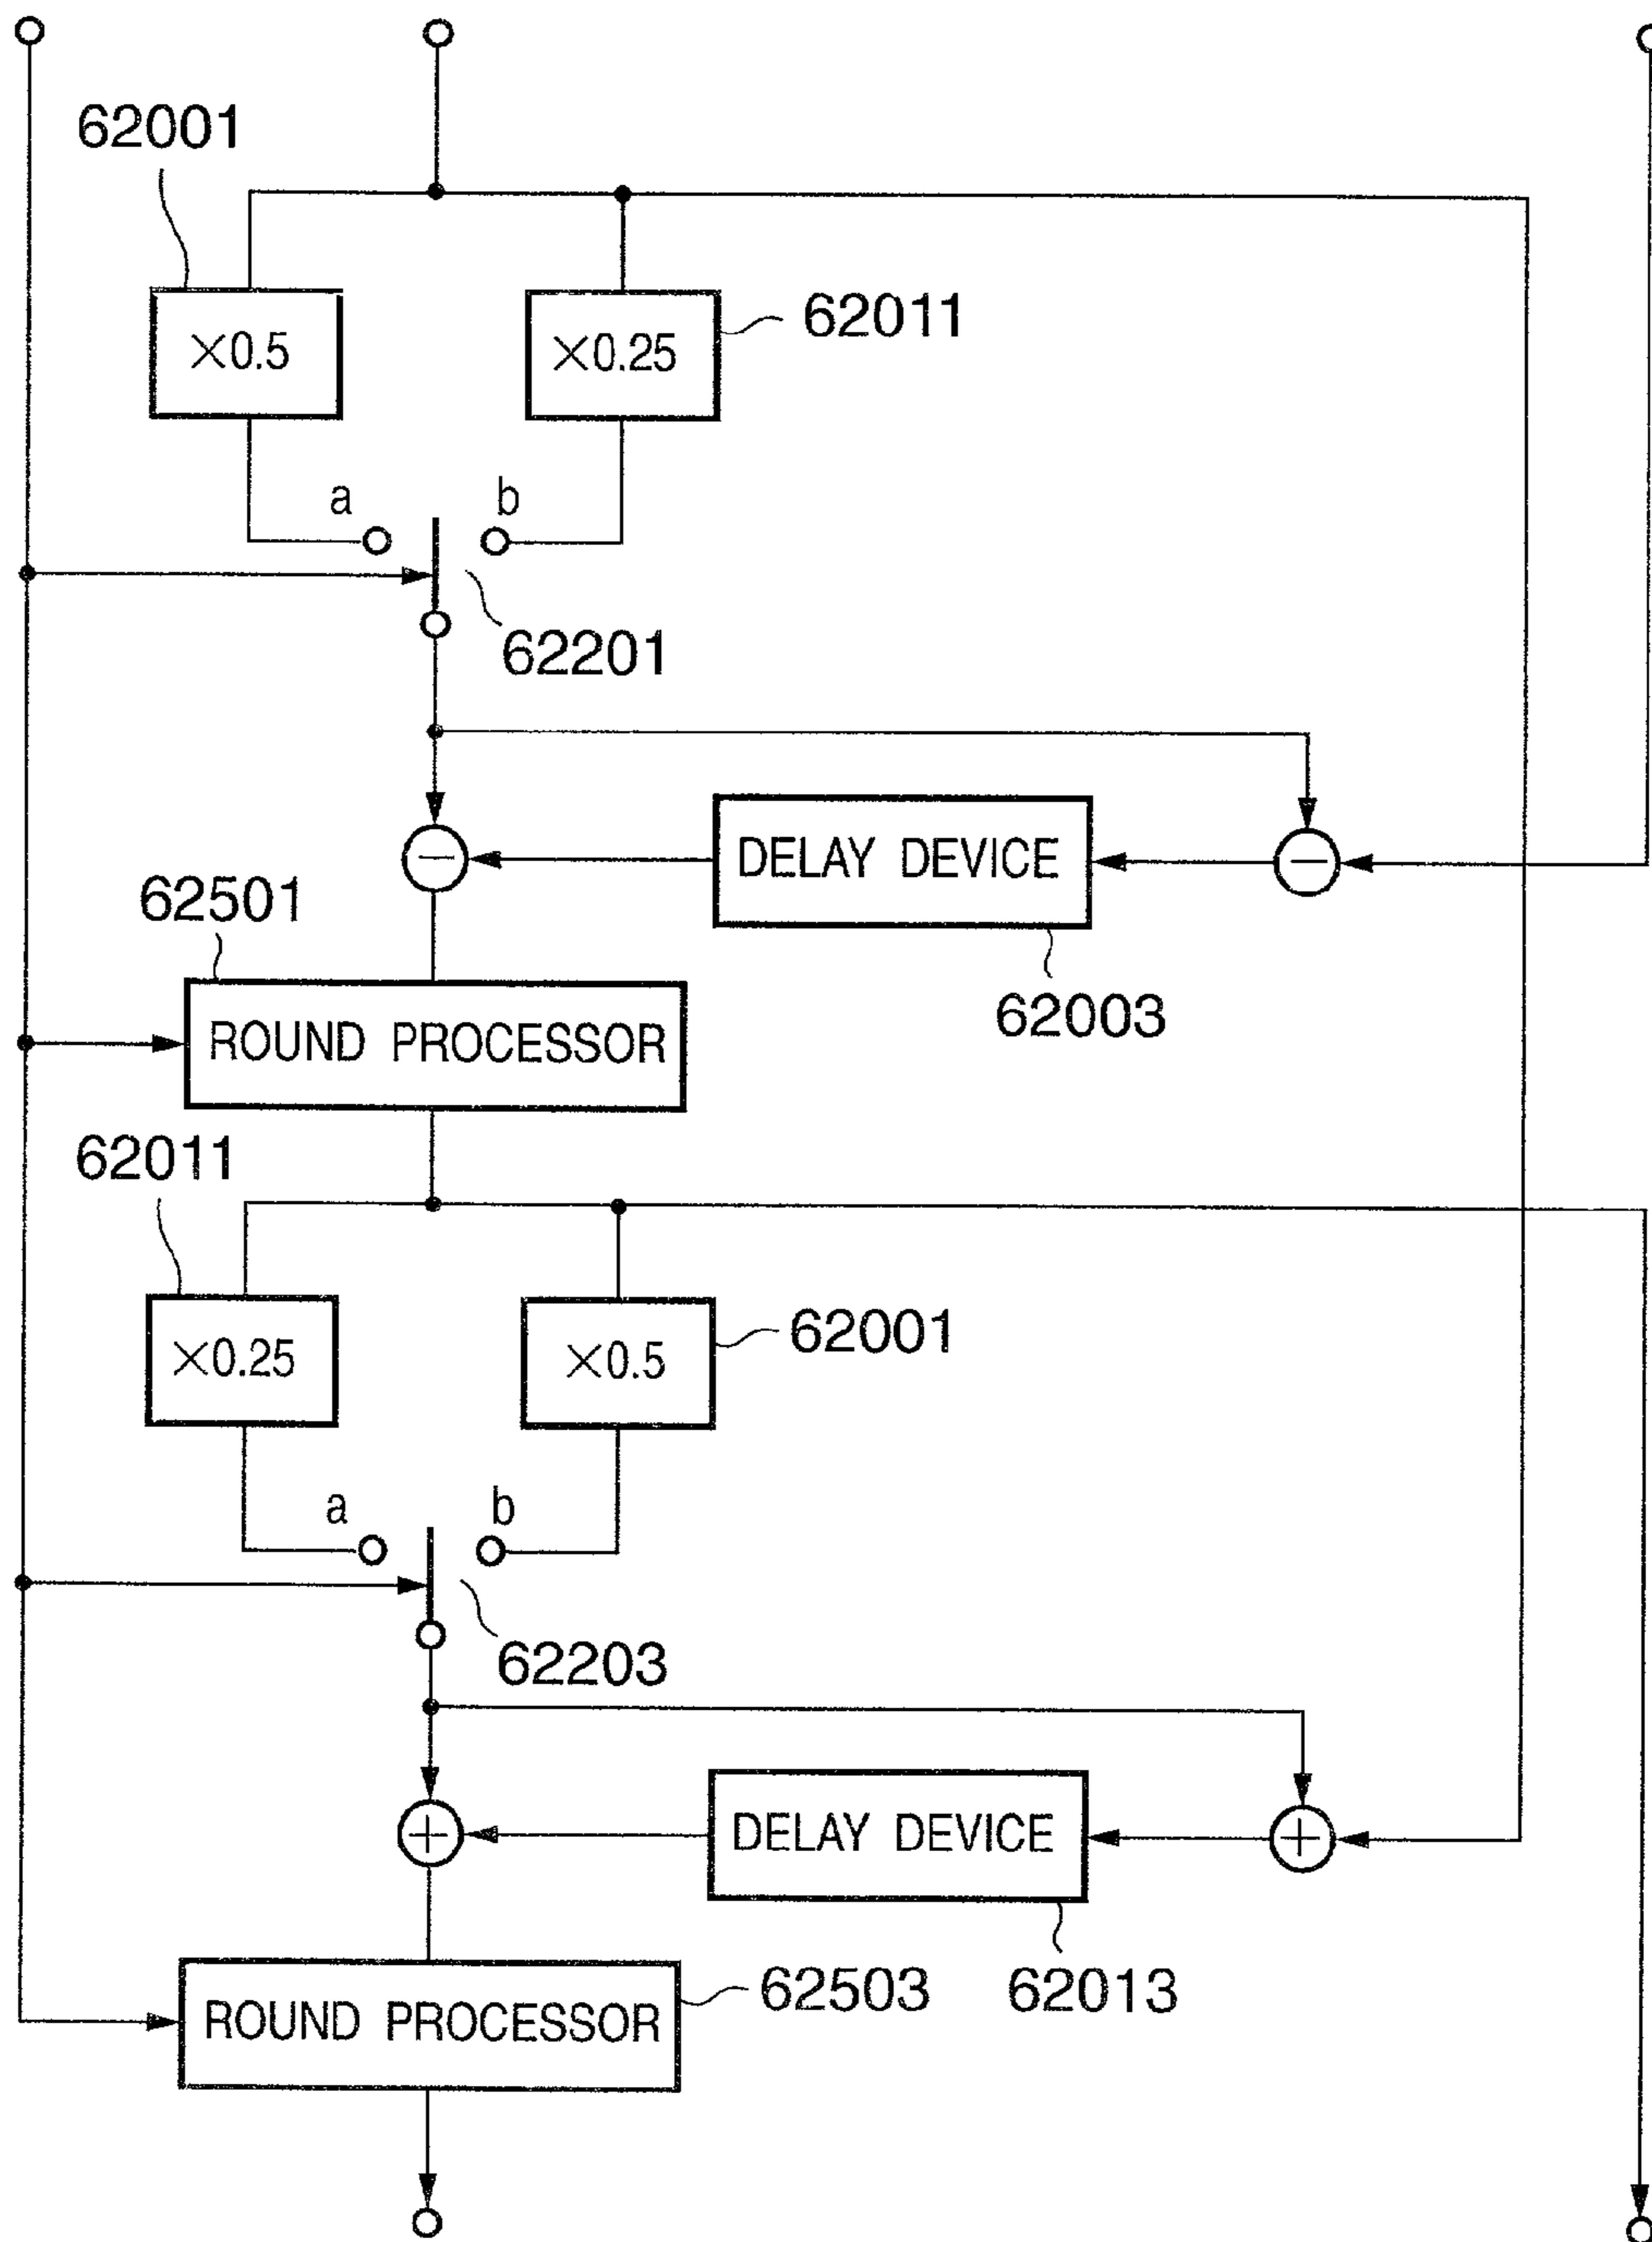 62001
×0.5
×0.25
62011
a
b
62201
DELAY DEVICE
62501
62003
ROUND PROCESSOR
62011
×0.25
×0.5
62001
a
b
62203
DELAY DEVICE
62503
62013
ROUND PROCESSOR